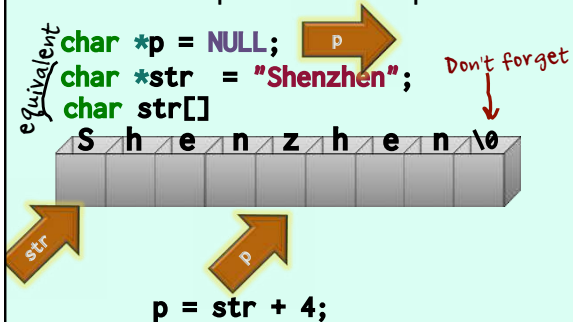 char *p = NULL;
p
Don't forget
equivalent
char *str = "Shenzhen";
char str[]
S h e n z h e n \0
str
p
p = str + 4;